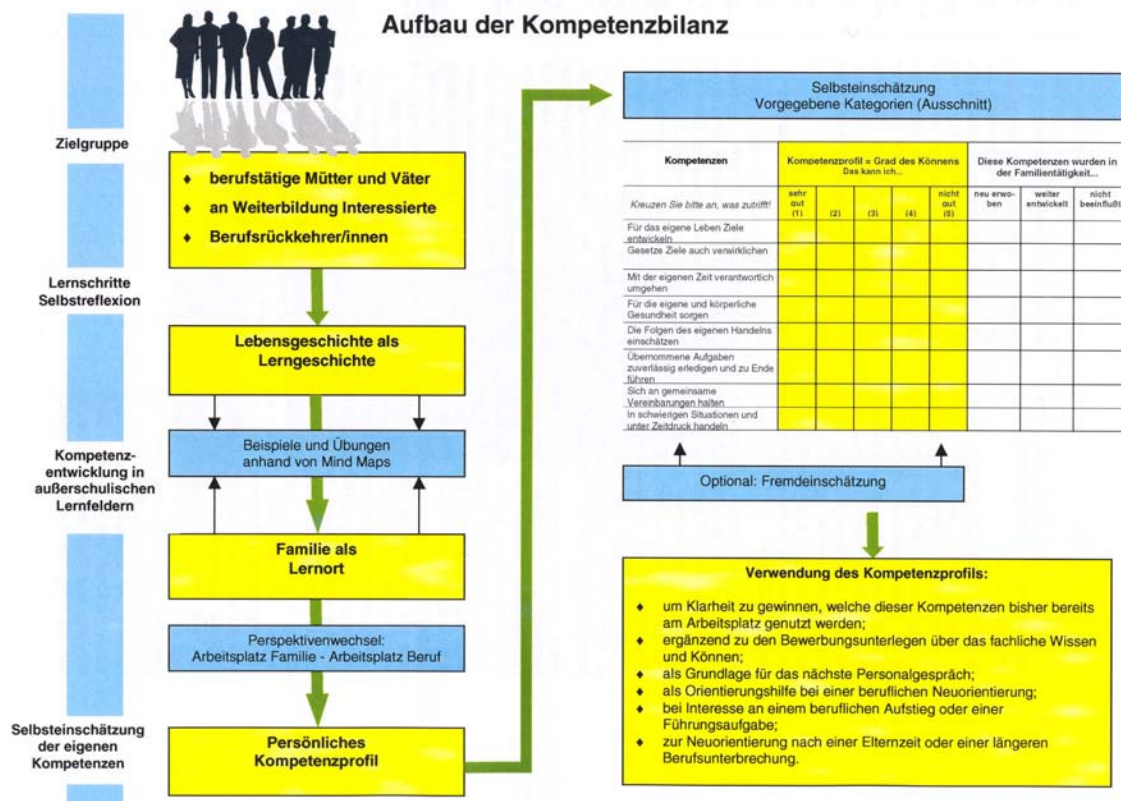 Aufbau der Kompetenzbilanz
Zielgruppe
♦ berufstätige Mütter und Väter
♦ an Weiterbildung Interessierte
♦ Berufsrückkehrer/innen
Lernschritte
Selbstreflexion
Lebensgeschichte als
Lerngeschichte
Beispiele und Übungen
anhand von Mind Maps
Kompetenz-
entwicklung in
außerschulischen
Lernfeldern
Familie als
Lernort
Perspektivenwechsel:
Arbeitsplatz Familie - Arbeitsplatz Beruf
Selbsteinschätzung
der eigenen
Kompetenzen
Persönliches
Kompetenzprofil
Selbsteinschätzung
Vorgegebene Kategorien (Ausschnitt)
Kompetenzen
Kompetenzprofil = Grad des Könnens
Das kann ich...
Diese Kompetenzen wurden in
der Familientätigkeit...
Kreuzen Sie bitte an, was zutrifft!
sehr
gut
(1)
(2)
(3)
(4)
nicht
gut
(5)
neu erwo-
ben
weiter
entwickelt
nicht
beeinflußt
Für das eigene Leben Ziele
entwickeln
Gesetze Ziele auch verwirklichen
Mit der eigenen Zeit verantwortlich
umgehen
Für die eigene und körperliche
Gesundheit sorgen
Die Folgen des eigenen Handelns
einschätzen
Übernommene Aufgaben
zuverlässig erledigen und zu Ende
führen
Sich an gemeinsame
Vereinbarungen halten
In schwierigen Situationen und
unter Zeitdruck handeln
Optional: Fremdeinschätzung
Verwendung des Kompetenzprofils:
♦ um Klarheit zu gewinnen, welche dieser Kompetenzen bisher bereits
am Arbeitsplatz genutzt werden;
♦ ergänzend zu den Bewerbungsunterlegen über das fachliche Wissen
und Können;
♦ als Grundlage für das nächste Personalgespräch;
♦ als Orientierungshilfe bei einer beruflichen Neuorientierung;
♦ bei Interesse an einem beruflichen Aufstieg oder einer
Führungsaufgabe;
♦ zur Neuorientierung nach einer Elternzeit oder einer längeren
Berufsunterbrechung.